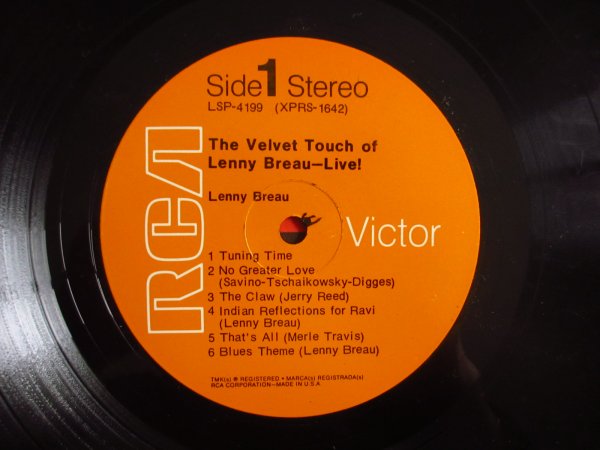 Side 1 Stereo
LSP-4199 (XPRS-1642)
The Velvet Touch of
Lenny Breau—Live!
Lenny Breau
RCA
Victor
1 Tuning Time
2 No Greater Love
(Savino-Tschaikowsky-Digges)
3 The Claw (Jerry Reed)
4 Indian Reflections for Ravi
(Lenny Breau)
5 That's All (Merle Travis)
6 Blues Theme (Lenny Breau)
TMK(s) ® REGISTERED • MARCA(s) REGISTRADA(s)
RCA CORPORATION—MADE IN U.S.A.